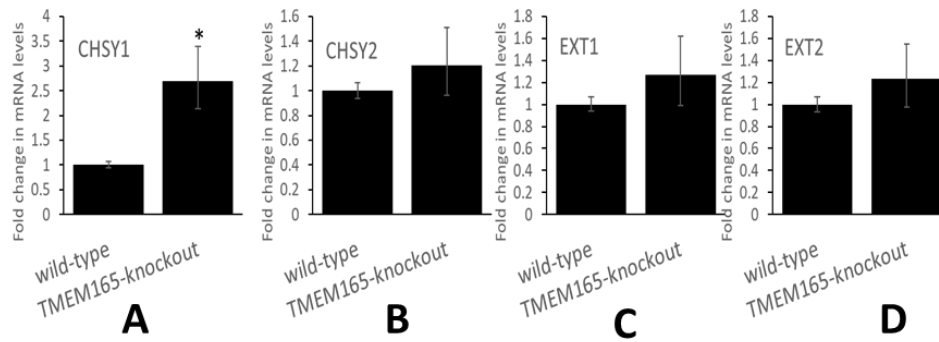 Fold change in mRNA levels
4
3.5
3
2.5
2
1.5
1
0.5
0
CHSY1
*
wild-type
TMEM165-knockout
A
Fold change in mRNA levels
1.6
1.4
1.2
1
0.8
0.6
0.4
0.2
0
CHSY2
wild-type
TMEM165-knockout
B
Fold change in mRNA levels
1.8
1.6
1.4
1.2
1
0.8
0.6
0.4
0.2
0
EXT1
wild-type
TMEM165-knockout
C
Fold change in mRNA levels
1.8
1.6
1.4
1.2
1
0.8
0.6
0.4
0.2
0
EXT2
wild-type
TMEM165-knockout
D